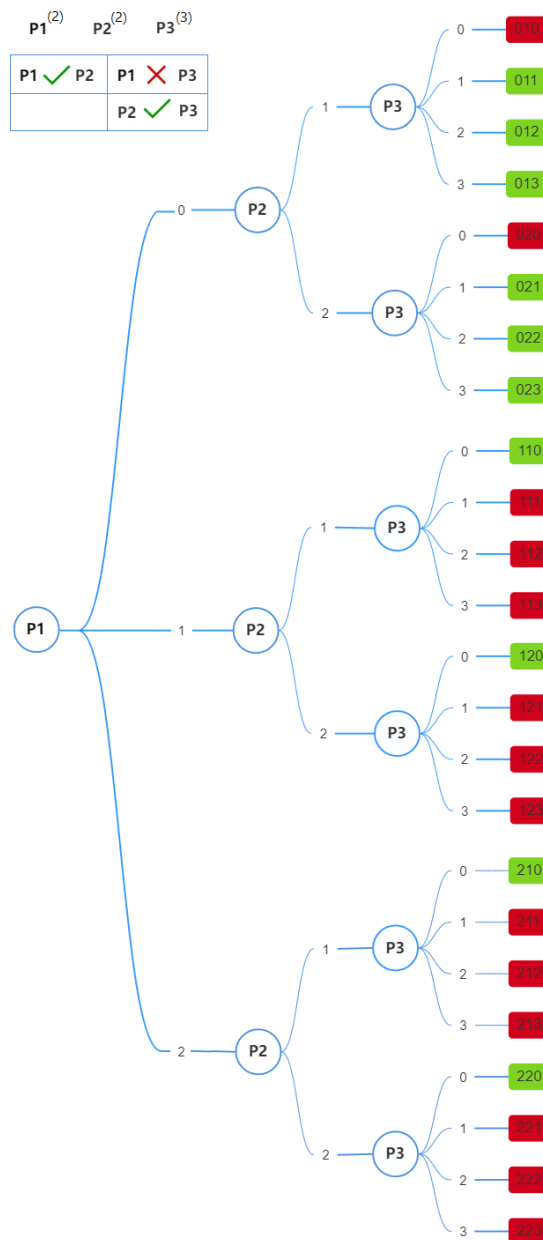 P1(2) P2(2) P3(3)
P1 ✓ P2 P1 ✗ P3
P2 ✓ P3
0 010
1 011
1 P3
2 012
3 013
0 P2
0 020
1 021
2 P3
2 022
3 023
0 110
1 111
1 P3
2 112
3 113
P1 1 P2
0 120
1 121
2 P3
2 122
3 123
0 210
1 211
1 P3
2 212
3 213
2 P2
0 220
1 221
2 P3
2 222
3 223